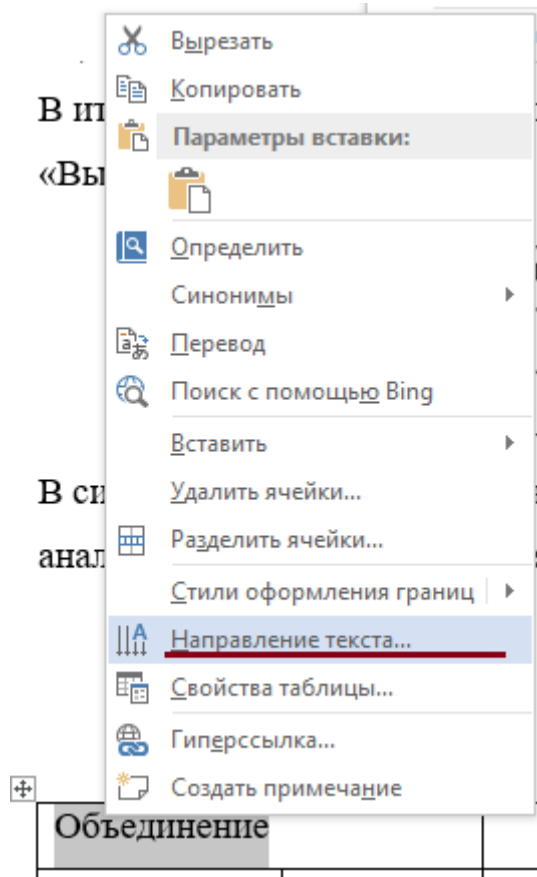 Вырезать
Копировать
В ит
Параметры вставки:
«Вы
Определить
Синонимы
Перевод
Поиск с помощью Bing
Вставить
В си
Удалить ячейки...
Разделить ячейки...
анал
Стили оформления границ
Направление текста...
Свойства таблицы...
Гиперссылка...
Создать примечание
Объединение